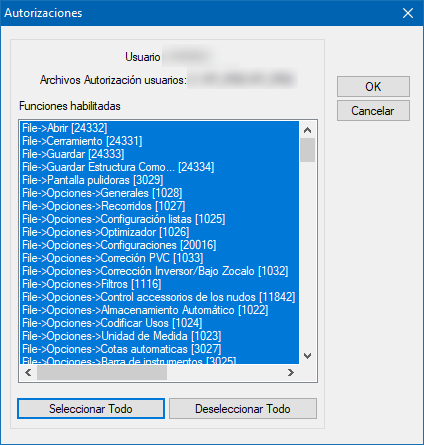 Autorizaciones
Usuario
Archivos Autorización usuarios:
OK
Cancelar
Funciones habilitadas
File->Abrir [24332]
File->Cerramiento [24331]
File->Guardar [24333]
File->Guardar Estructura Como... [24334]
File->Pantalla pulidoras [3029]
File->Opciones->Generales [1028]
File->Opciones->Recorridos [1027]
File->Opciones->Configuración listas [1025]
File->Opciones->Optimizador [1026]
File->Opciones->Configuraciones [20016]
File->Opciones->Correción PVC [1033]
File->Opciones->Corrección Inversor/Bajo Zocalo [1032]
File->Opciones->Filtros [1116]
File->Opciones->Control accessorios de los nudos [11842]
File->Opciones->Almacenamiento Automático [1022]
File->Opciones->Codificar Usos [1024]
File->Opciones->Unidad de Medida [1023]
File->Opciones->Cotas automaticas [3027]
File->Opciones->Barra de instrumentos [3025]
Seleccionar Todo
Deseleccionar Todo